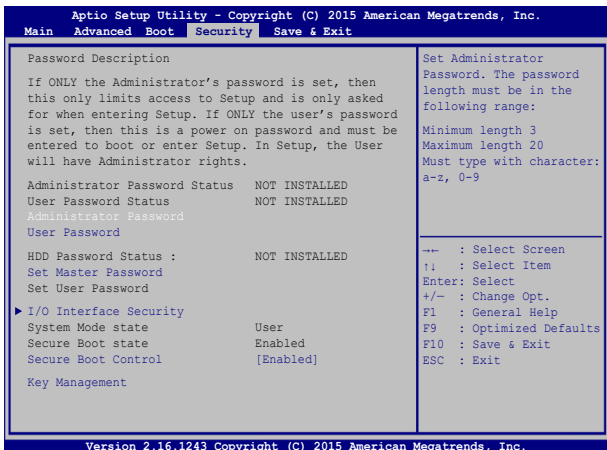 Aptio Setup Utility - Copyright (C) 2015 American Megatrends, Inc.
Main Advanced Boot Security Save & Exit
Password Description
If ONLY the Administrator's password is set, then
this only limits access to Setup and is only asked
for when entering Setup. If ONLY the user's password
is set, then this is a power on password and must be
entered to boot or enter Setup. In Setup, the User
will have Administrator rights.
Administrator Password Status NOT INSTALLED
User Password Status NOT INSTALLED
Administrator Password
User Password
HDD Password Status : NOT INSTALLED
Set Master Password
Set User Password
I/O Interface Security
System Mode state User
Secure Boot state Enabled
Secure Boot Control [Enabled]
Key Management
Set Administrator
Password. The password
length must be in the
following range:
Minimum length 3
Maximum length 20
Must type with character:
a-z, 0-9
→← : Select Screen
↑↓ : Select Item
Enter: Select
+/— : Change Opt.
F1 : General Help
F9 : Optimized Defaults
F10 : Save & Exit
ESC : Exit
Version 2.16.1243 Copyright (C) 2015 American Megatrends, Inc.